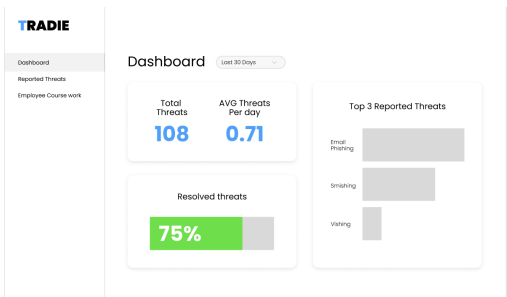 TRADIE
Dashboard
Reported Threats
Employee Course work
Dashboard
Last 30 Days
Total
Threats
108
AVG Threats
Per day
0.71
Resolved threats
75%
Top 3 Reported Threats
Email
Phishing
Smishing
Vishing